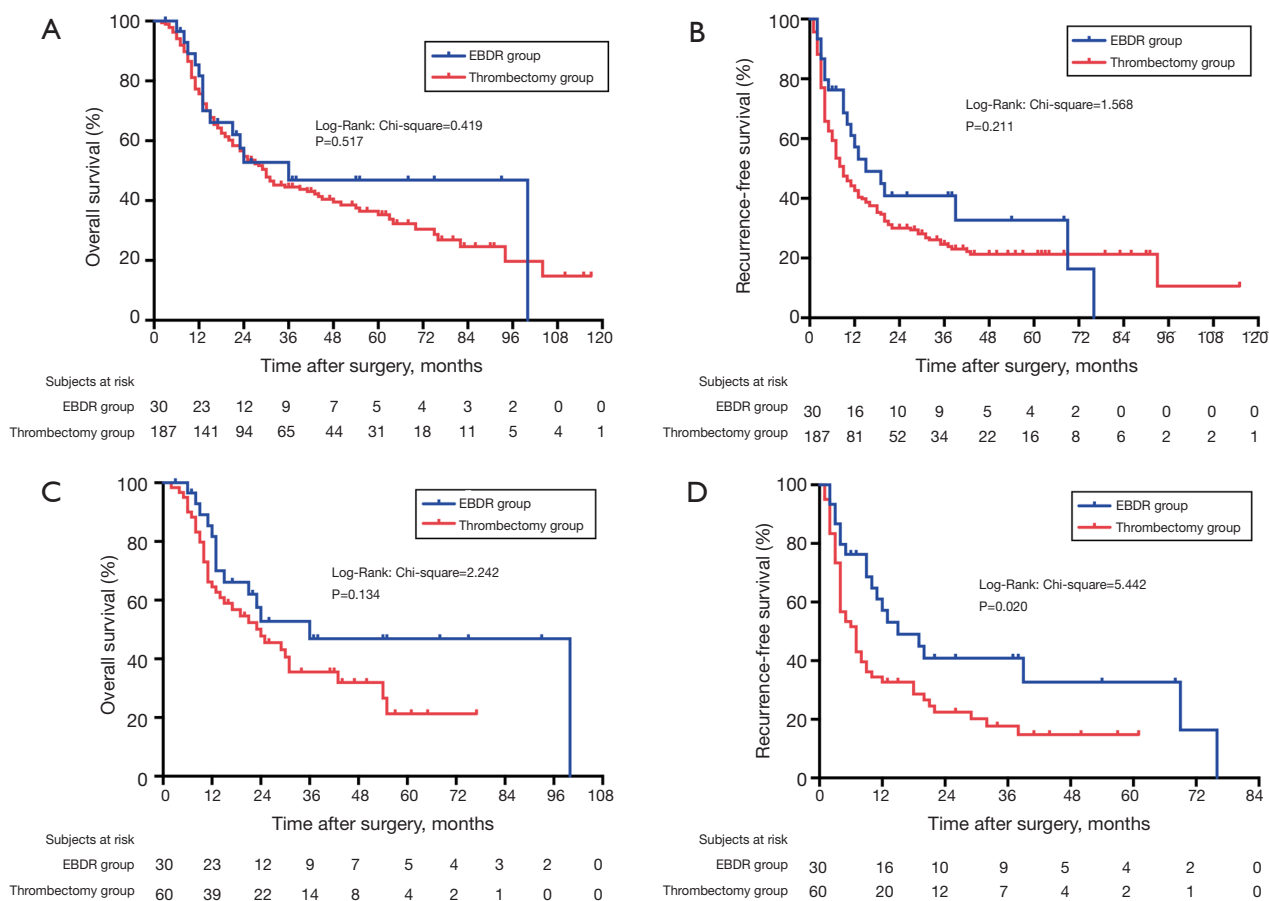 A
Overall survival (%)
100
80
60
40
20
0
EBDR group
Thrombectomy group
Log-Rank: Chi-square=0.419
P=0.517
0 12 24 36 48 60 72 84 96 108 120
Time after surgery, months
Subjects at risk
EBDR group 30 23 12 9 7 5 4 3 2 0 0
Thrombectomy group 187 141 94 65 44 31 18 11 5 4 1
B
Recurrence-free survival (%)
100
80
60
40
20
0
EBDR group
Thrombectomy group
Log-Rank: Chi-square=1.568
P=0.211
0 12 24 36 48 60 72 84 96 108 120
Time after surgery, months
Subjects at risk
EBDR group 30 16 10 9 5 4 2 0 0 0 0
Thrombectomy group 187 81 52 34 22 16 8 6 2 2 1
C
Overall survival (%)
100
80
60
40
20
0
EBDR group
Thrombectomy group
Log-Rank: Chi-square=2.242
P=0.134
0 12 24 36 48 60 72 84 96 108
Time after surgery, months
Subjects at risk
EBDR group 30 23 12 9 7 5 4 3 2 0
Thrombectomy group 60 39 22 14 8 4 2 1 0 0
D
Recurrence-free survival (%)
100
80
60
40
20
0
EBDR group
Thrombectomy group
Log-Rank: Chi-square=5.442
P=0.020
0 12 24 36 48 60 72 84
Time after surgery, months
Subjects at risk
EBDR group 30 16 10 9 5 4 2 0
Thrombectomy group 60 20 12 7 4 2 1 0